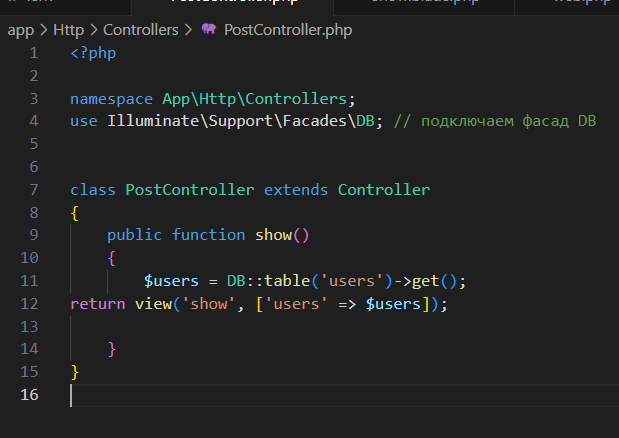 app > Http > Controllers > PostController.php
1 <?php
2
3 namespace App\Http\Controllers;
4 use Illuminate\Support\Facades\DB; // подключаем фасад DB
5
6
7 class PostController extends Controller
8 {
9 public function show()
10 {
11 $users = DB::table('users')->get();
12 return view('show', ['users' => $users]);
13
14 }
15 }
16